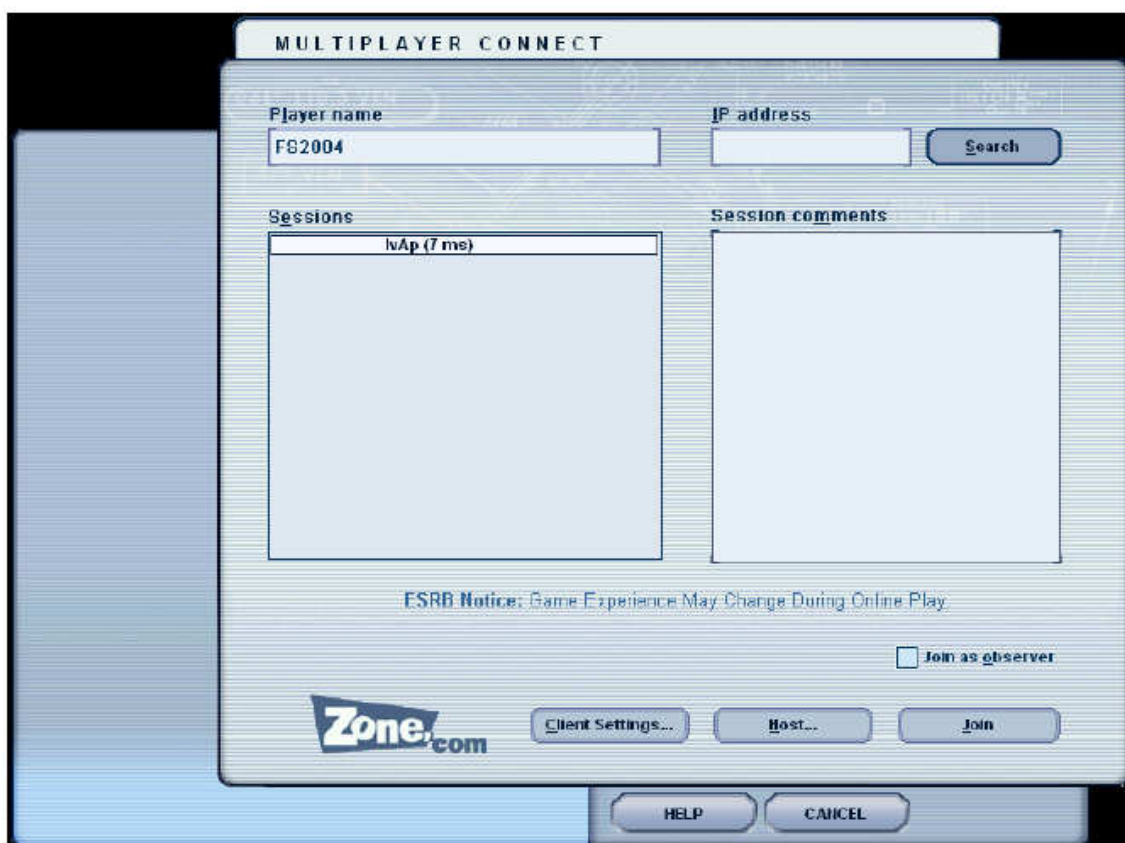 MULTIPLAYER CONNECT
Player name
IP address
FS2004
Search
Sessions
Session comments
IvAp (7 ms)
ESRB Notice: Game Experience May Change During Online Play
Join as observer
Zone.com
Client Settings...
Host...
Join
HELP
CANCEL